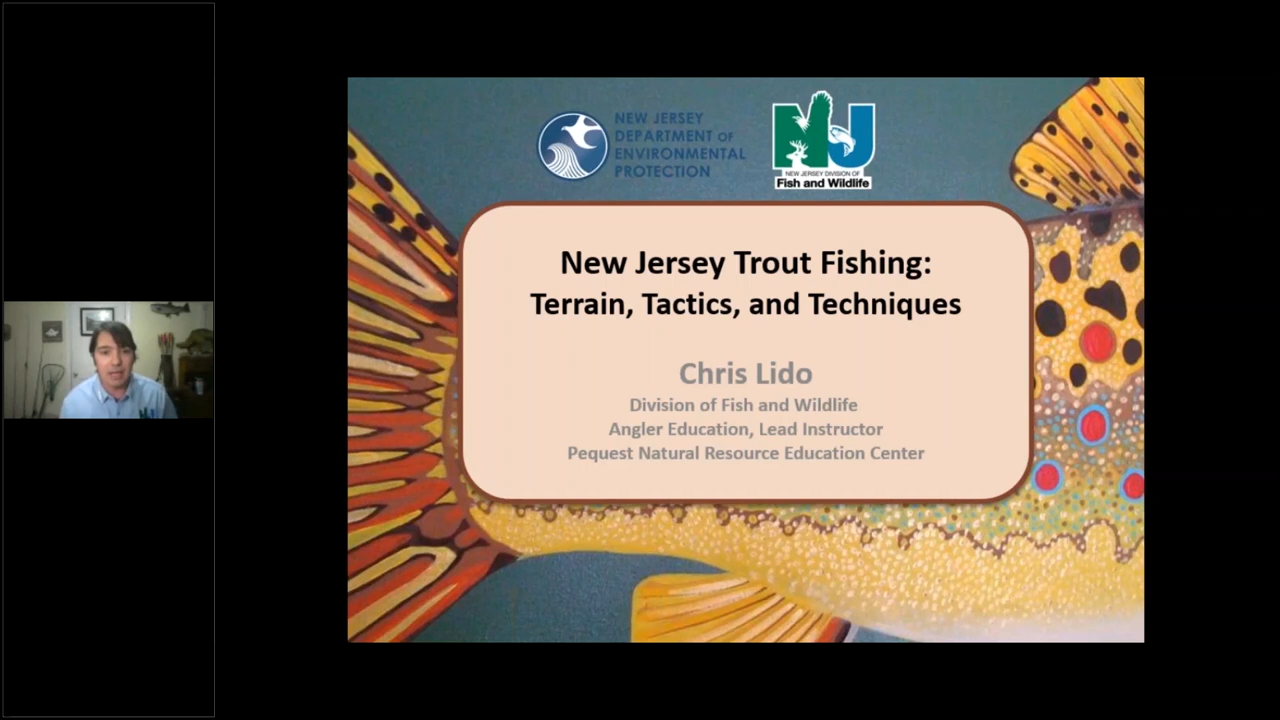 NEW JERSEY
DEPARTMENT OF
ENVIRONMENTAL
PROTECTION
NJ
NEW JERSEY DIVISION OF
Fish and Wildlife
New Jersey Trout Fishing:
Terrain, Tactics, and Techniques
Chris Lido
Division of Fish and Wildlife
Angler Education, Lead Instructor
Pequest Natural Resource Education Center